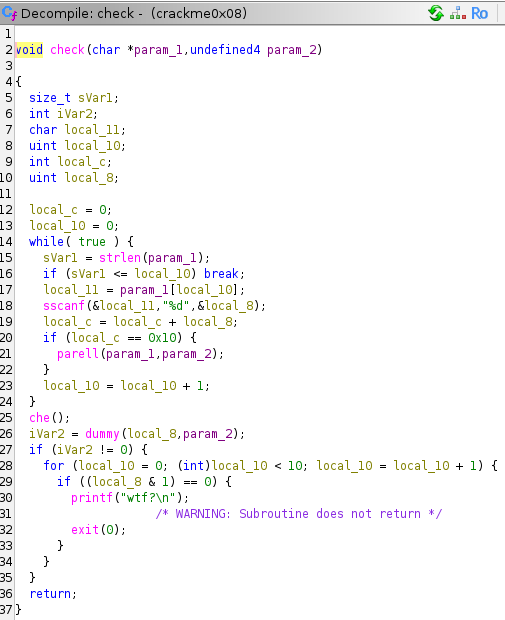 Decompile: check - (crackme0x08) Ro
1
2 void check(char *param_1,undefined4 param_2)
3
4 {
5 size_t sVar1;
6 int iVar2;
7 char local_11;
8 uint local_10;
9 int local_c;
10 uint local_8;
11
12 local_c = 0;
13 local_10 = 0;
14 while( true ) {
15 sVar1 = strlen(param_1);
16 if (sVar1 <= local_10) break;
17 local_11 = param_1[local_10];
18 sscanf(&local_11,"%d",&local_8);
19 local_c = local_c + local_8;
20 if (local_c == 0x10) {
21 parell(param_1,param_2);
22 }
23 local_10 = local_10 + 1;
24 }
25 che();
26 iVar2 = dummy(local_8,param_2);
27 if (iVar2 != 0) {
28 for (local_10 = 0; (int)local_10 < 10; local_10 = local_10 + 1) {
29 if ((local_8 & 1) == 0) {
30 printf("wtf?\n");
31 /* WARNING: Subroutine does not return */
32 exit(0);
33 }
34 }
35 }
36 return;
37 }